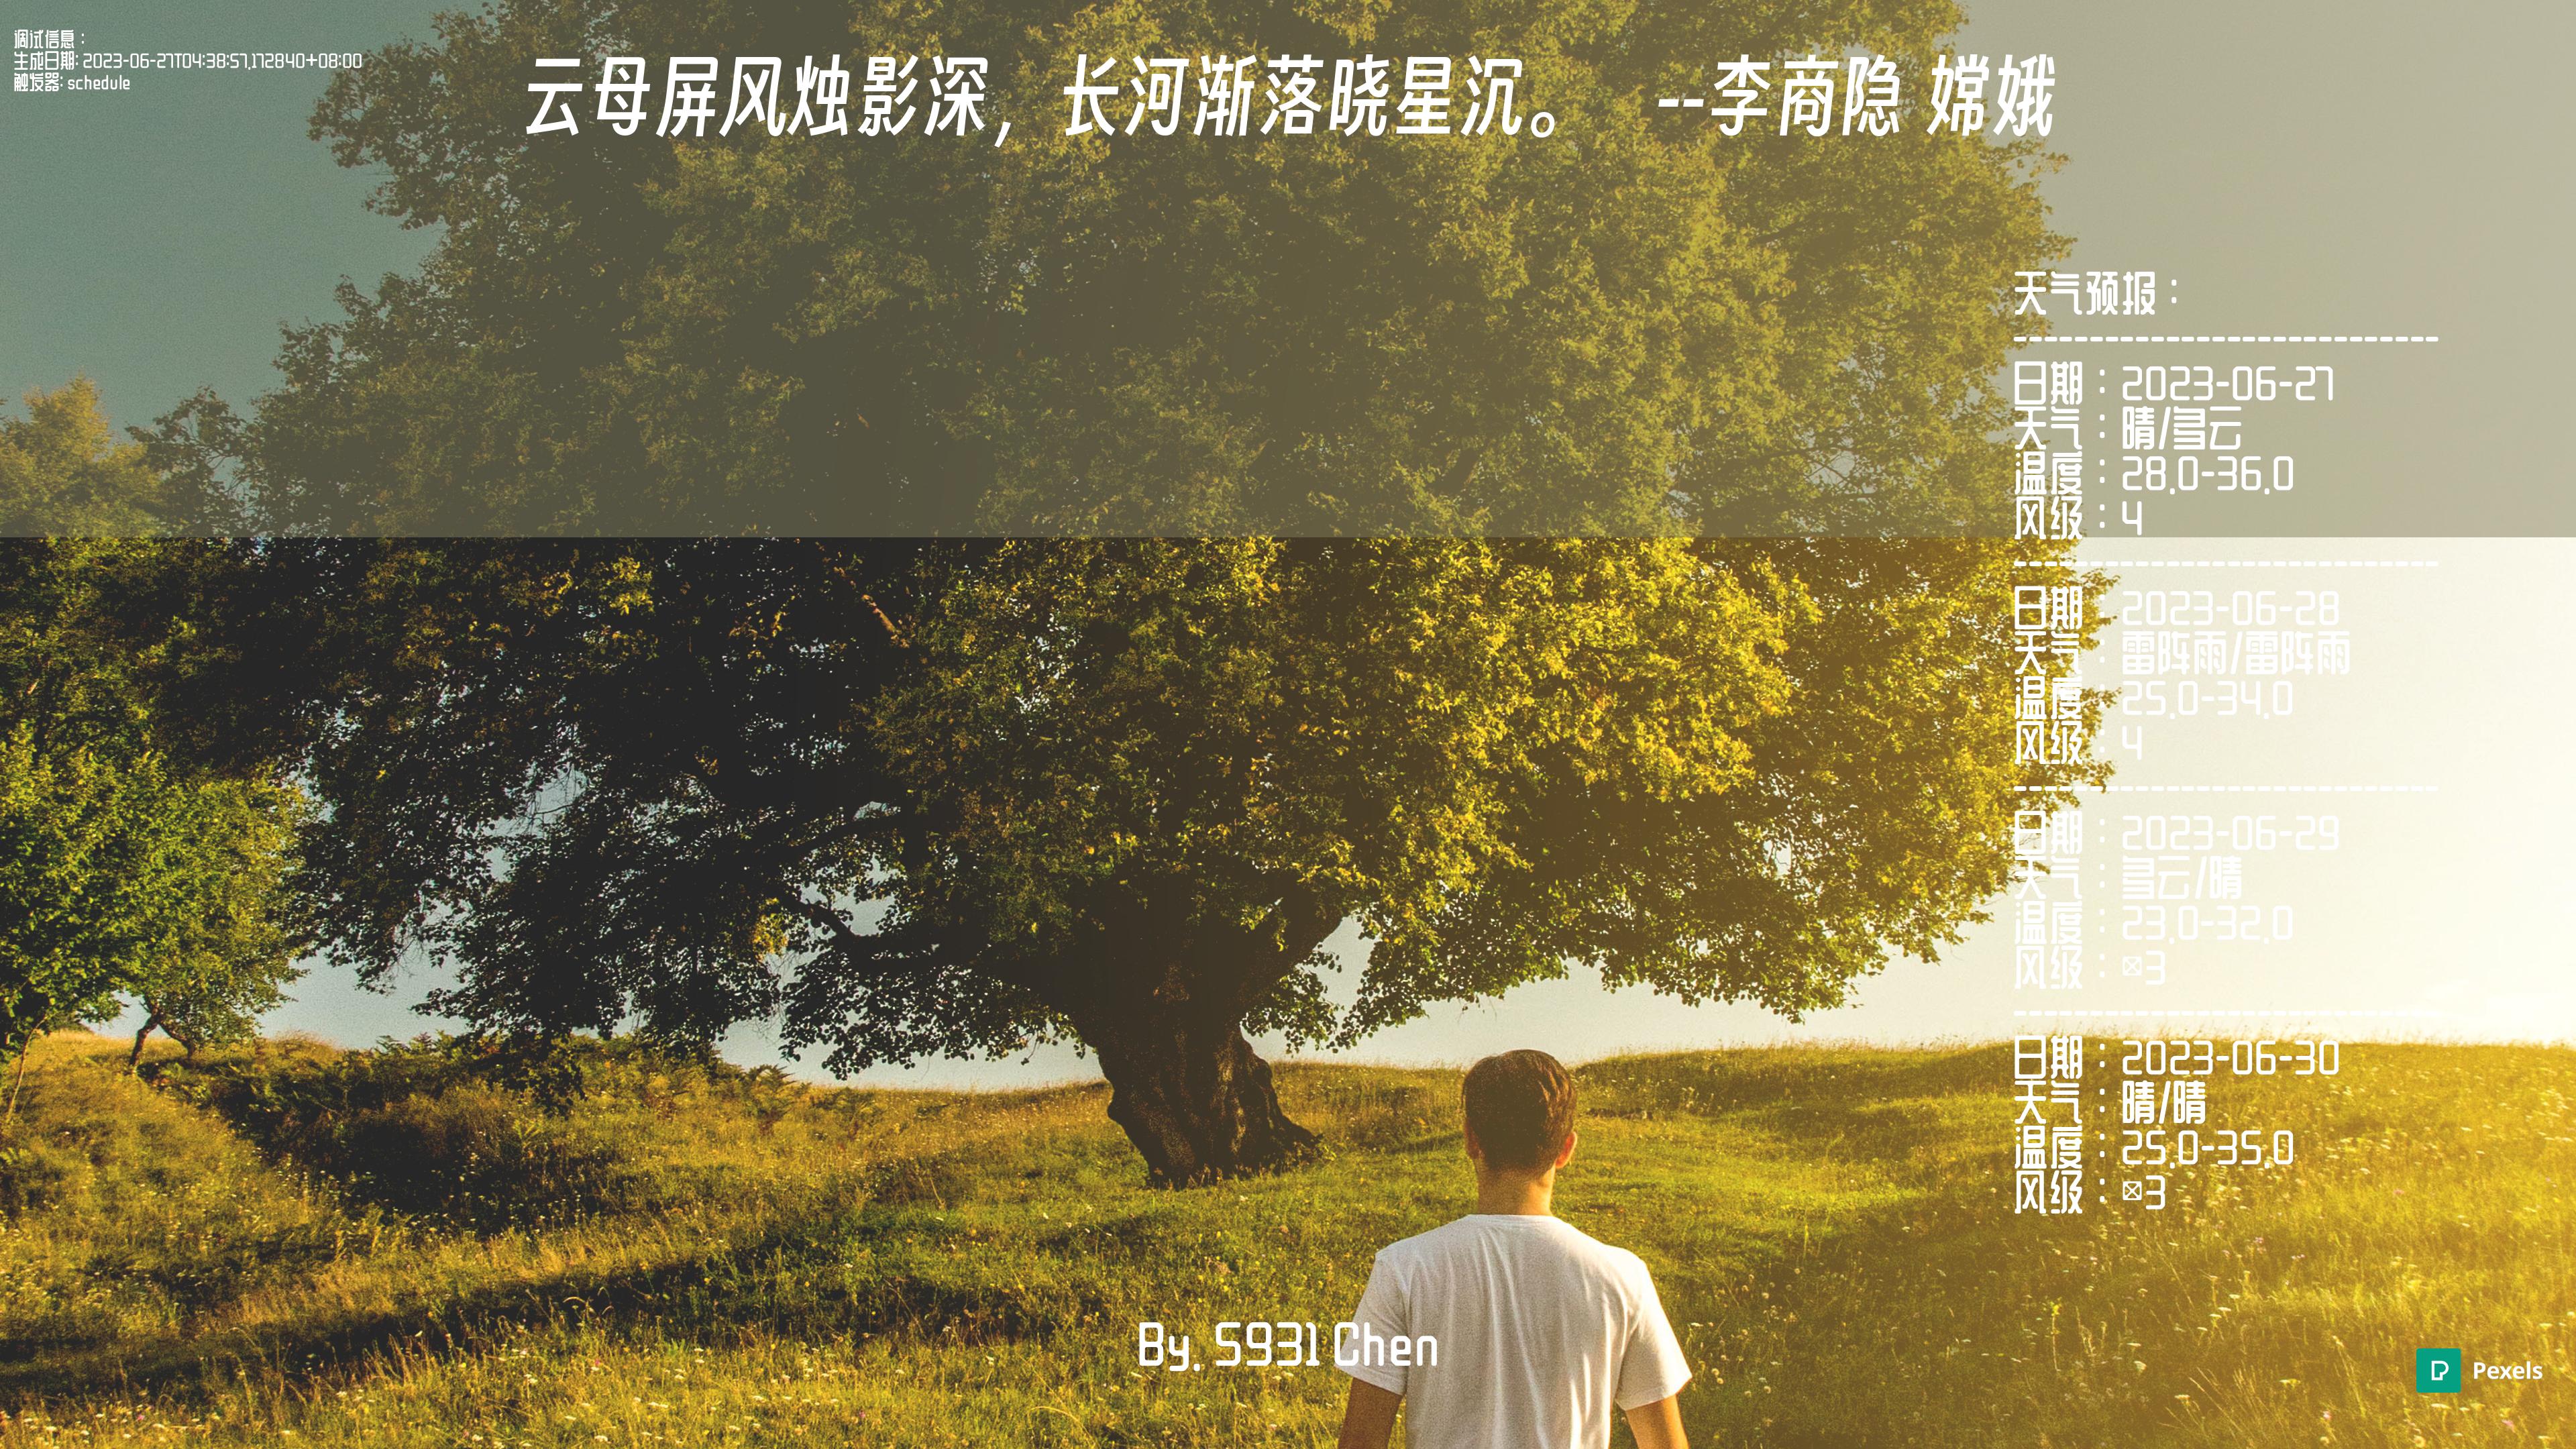 调试信息：
生成日期: 2023-06-27T04:38:57.172840+08:00
触发器: schedule
云母屏风烛影深，长河渐落晓星沉。 --李商隐 嫦娥
天气预报：
----------------------------
日期：2023-06-27
天气：晴/多云
温度：28.0-36.0
风级：4
----------------------------
日期：2023-06-28
天气：雷阵雨/雷阵雨
温度：25.0-34.0
风级：4
----------------------------
日期：2023-06-29
天气：多云/晴
温度：23.0-32.0
风级：3
----------------------------
日期：2023-06-30
天气：晴/晴
温度：25.0-35.0
风级：3
By. S931 Chen
Pexels